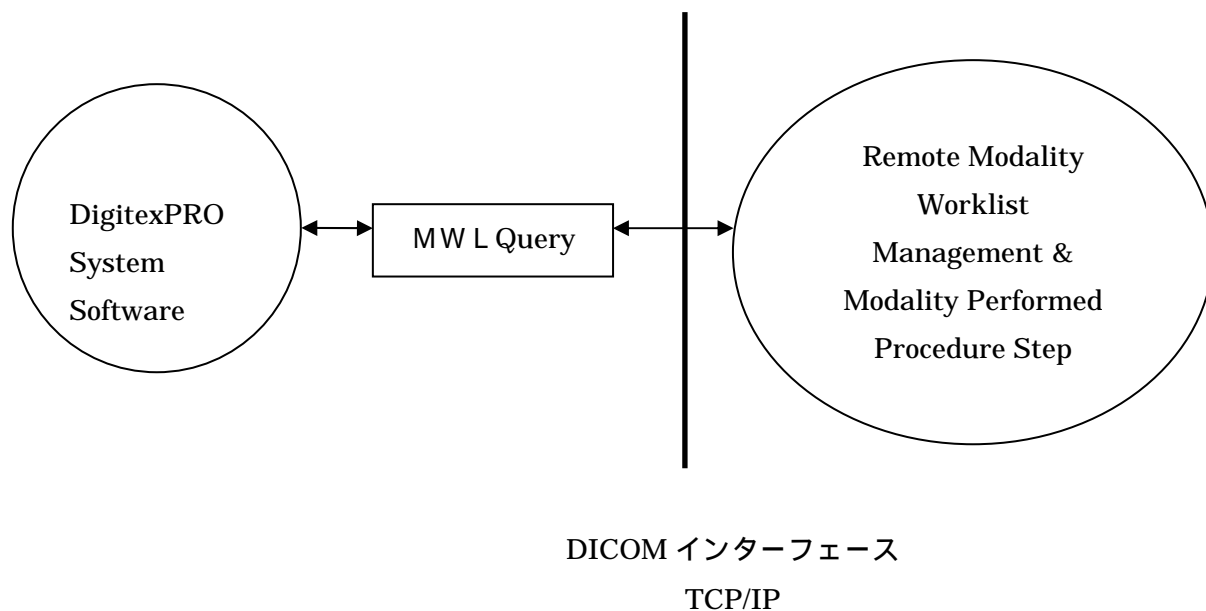 DigitexPRO
System
Software
ＭＷＬ Query
Remote Modality
Worklist
Management &
Modality Performed
Procedure Step
DICOM インターフェース
TCP/IP